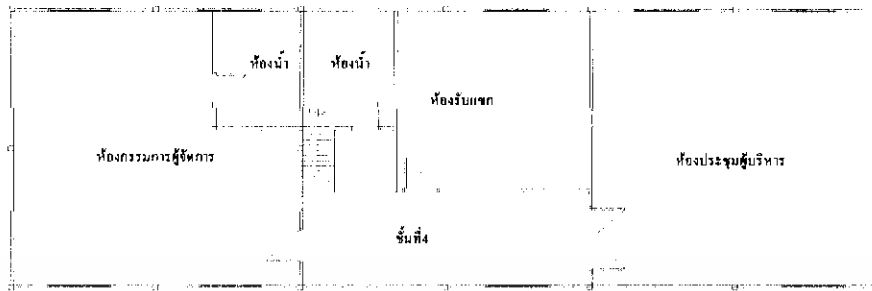 ห้องน้ำ
ห้องน้ำ
ห้องรับแขก
ห้องกรรมการผู้จัดการ
ห้องประชุมผู้บริหาร
ชั้นที่4